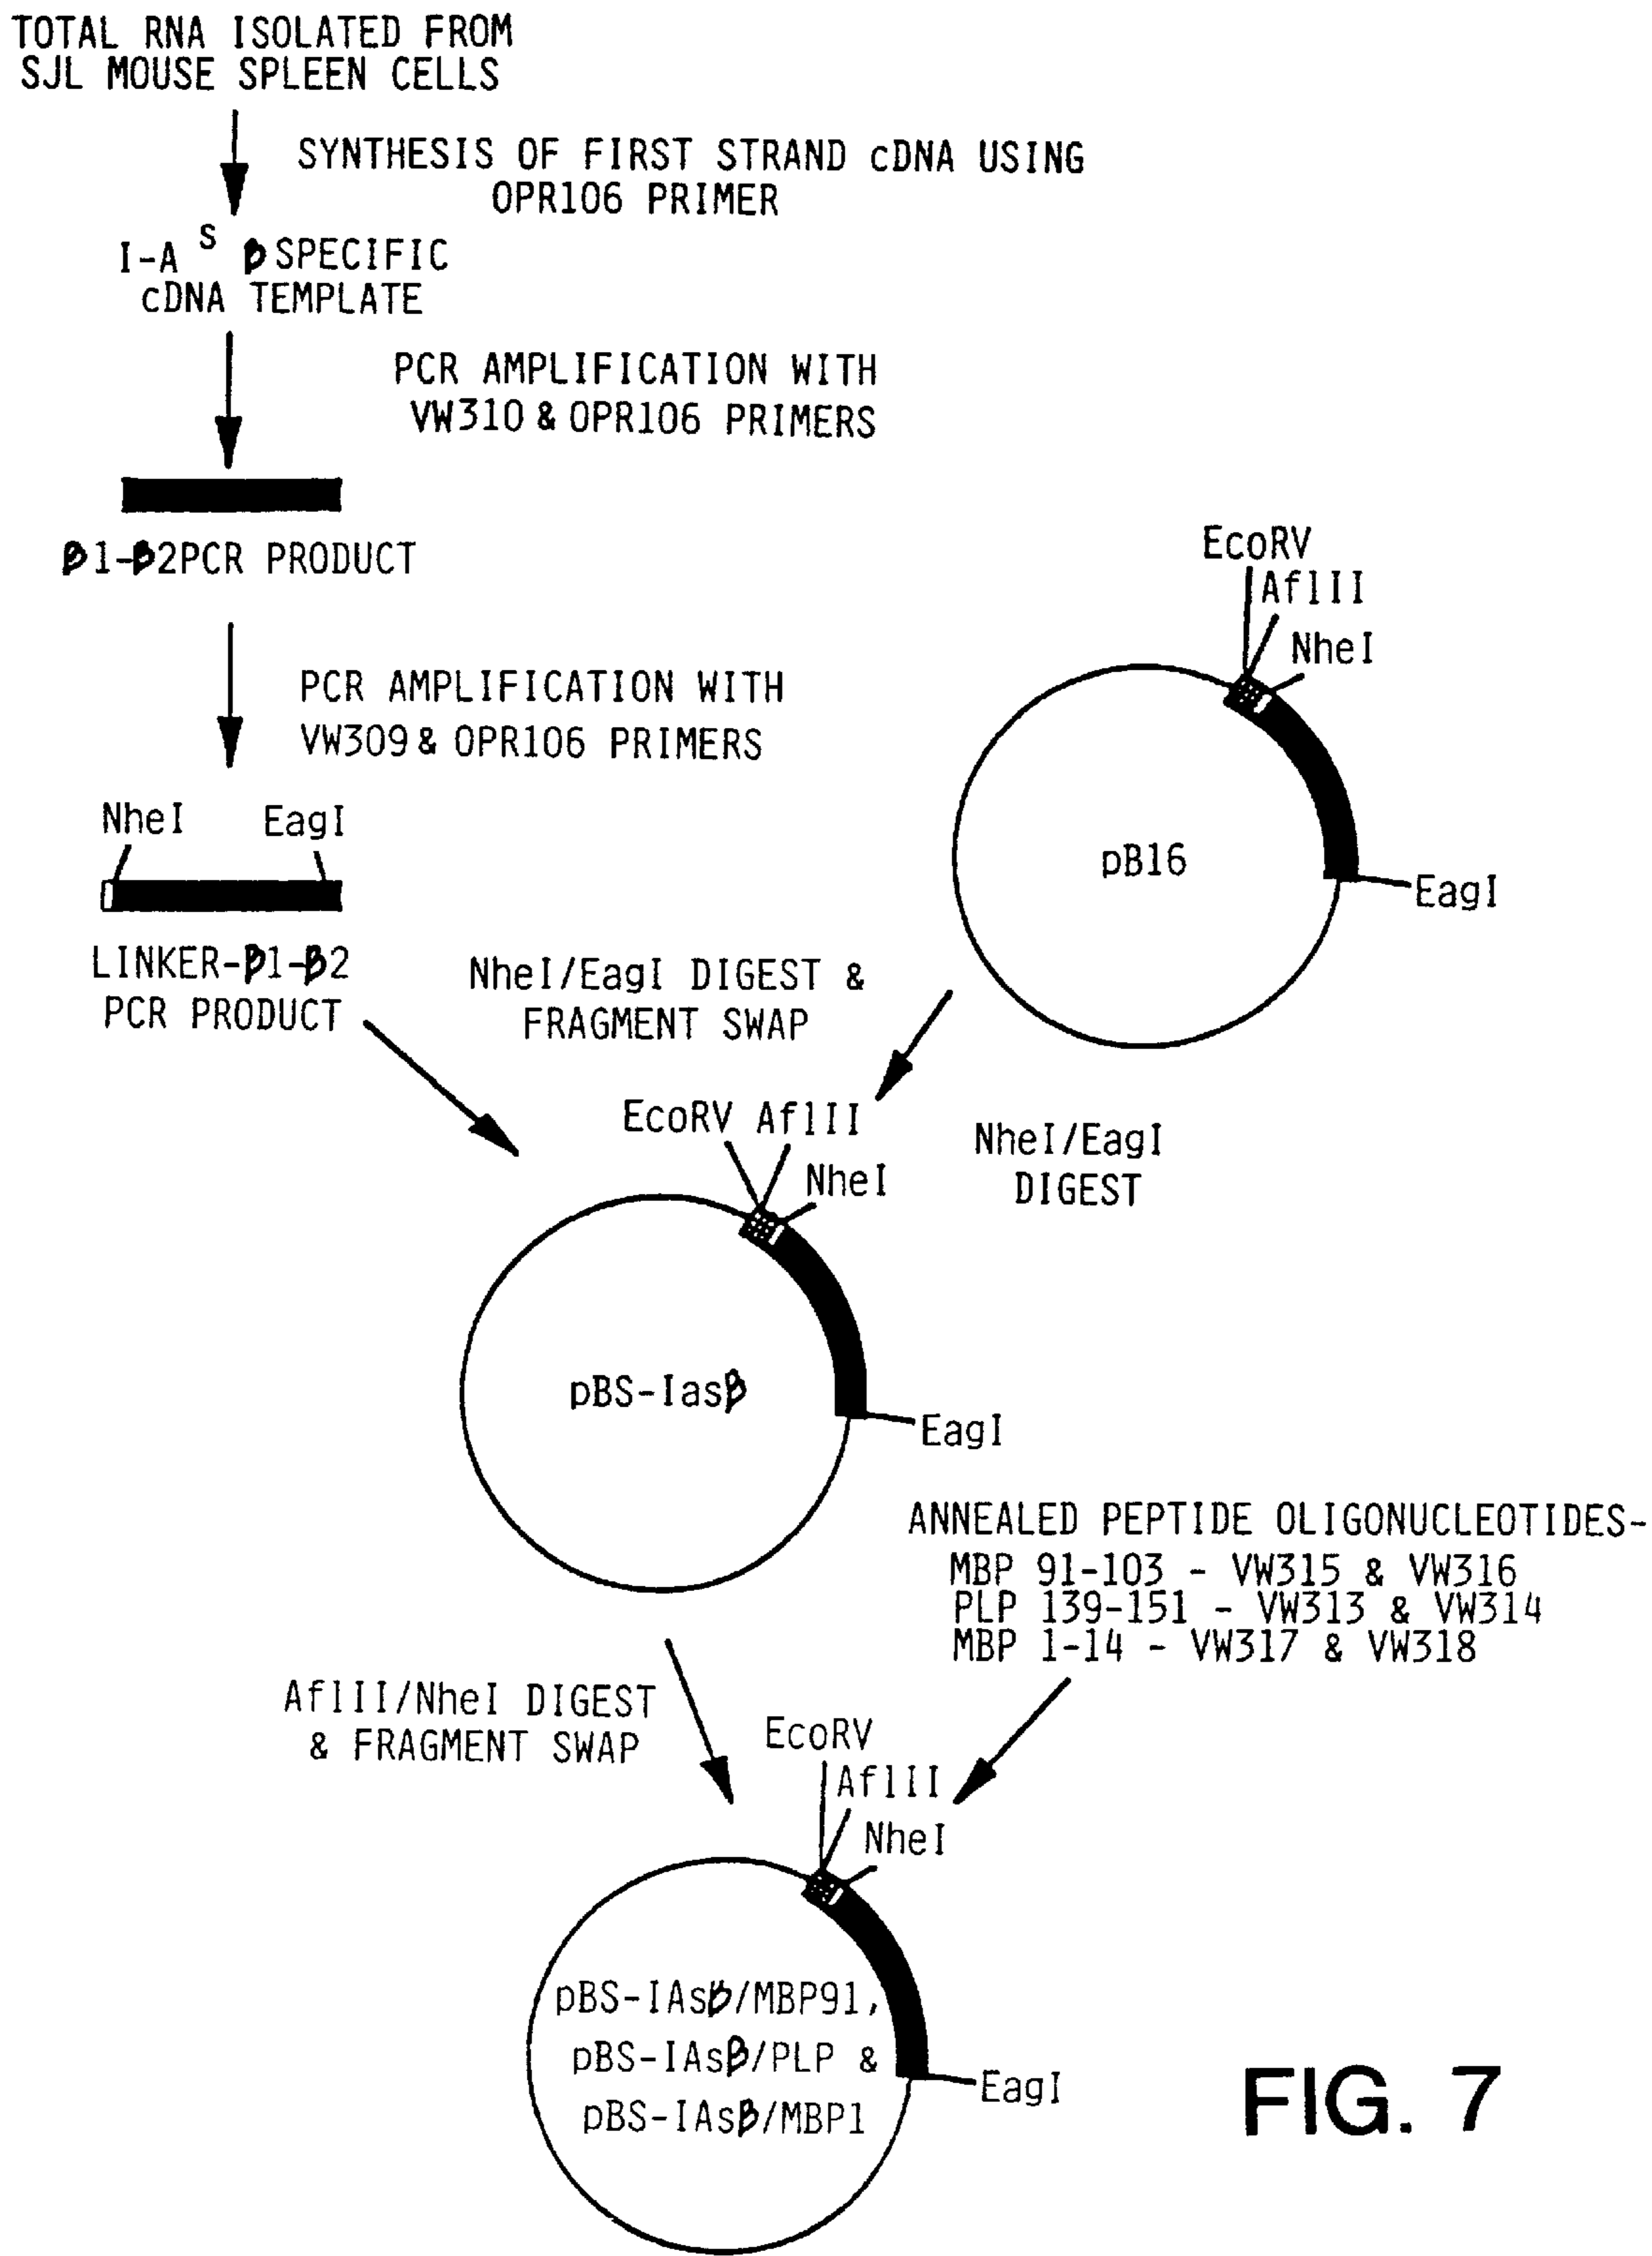 TOTAL RNA ISOLATED FROM
SJL MOUSE SPLEEN CELLS
SYNTHESIS OF FIRST STRAND cDNA USING
OPR106 PRIMER
I-A S β SPECIFIC
cDNA TEMPLATE
PCR AMPLIFICATION WITH
VW310 & OPR106 PRIMERS
β1-β2PCR PRODUCT
PCR AMPLIFICATION WITH
VW309 & OPR106 PRIMERS
NheI EagI
LINKER-β1-β2
PCR PRODUCT
EcoRV
AflII
NheI
pB16
EagI
NheI/EagI DIGEST &
FRAGMENT SWAP
NheI/EagI
DIGEST
EcoRV AflII
NheI
pBS-Iasβ
EagI
ANNEALED PEPTIDE OLIGONUCLEOTIDES-
MBP 91-103 - VW315 & VW316
PLP 139-151 - VW313 & VW314
MBP 1-14 - VW317 & VW318
AflII/NheI DIGEST
& FRAGMENT SWAP
EcoRV
AflII
NheI
pBS-IAsβ/MBP91,
pBS-IAsβ/PLP &
pBS-IAsβ/MBP1
EagI
FIG. 7